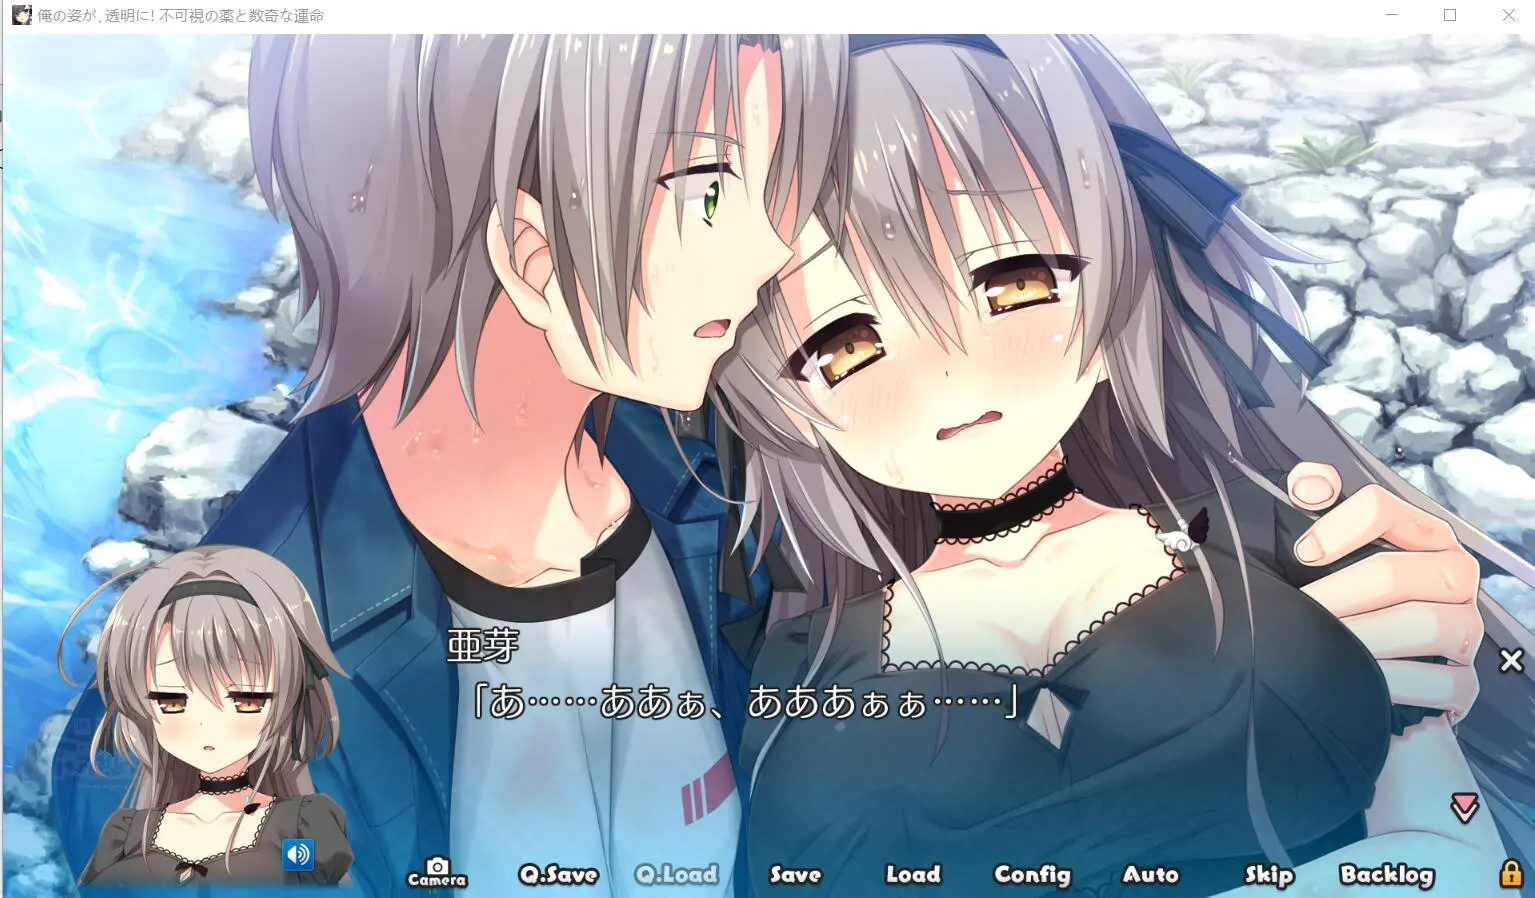 俺の姿が、透明に! 不可視の薬と数奇な運命
亜芽
「あ……ああぁ、あああぁぁ……」
Camera
Q.Save
Q.Load
Save
Load
Config
Auto
Skip
Backlog